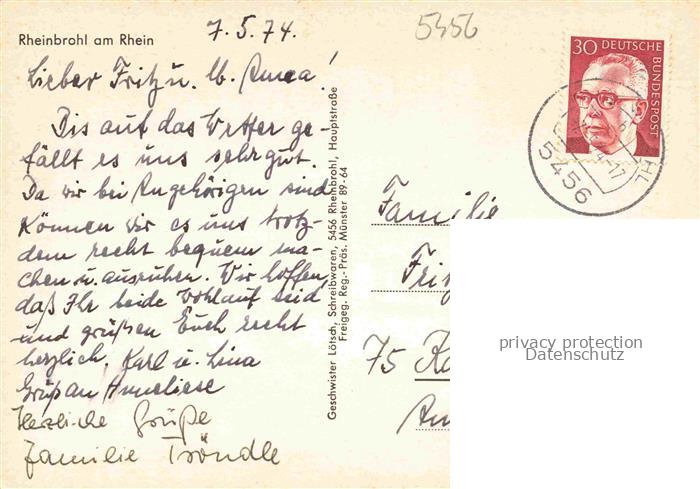 Rheinbrohl am Rhein
7.5.74.
5456
Lieber Fritz u. lb. Anna!
Bis auf das Wetter ge-
fällt es uns sehr gut.
Da wir bei Angehörigen sind
können wir es uns trotz-
dem recht bequem ma-
chen u. ausruhen. Wir hoffen,
daß Ihr beide wohlauf seid
und grüßen Euch recht
herzlich, Karl u. Lina
Gruß an Anneliese
Herzliche Grüße
Familie Tröndle
Geschwister Lötsch, Schreibwaren, 5456 Rheinbrohl, Hauptstraße
Freigeg. Reg.-Präs. Münster 89-64
30 DEUTSCHE
BUNDESPOST
5456
Familie
75
privacy protection
Datenschutz